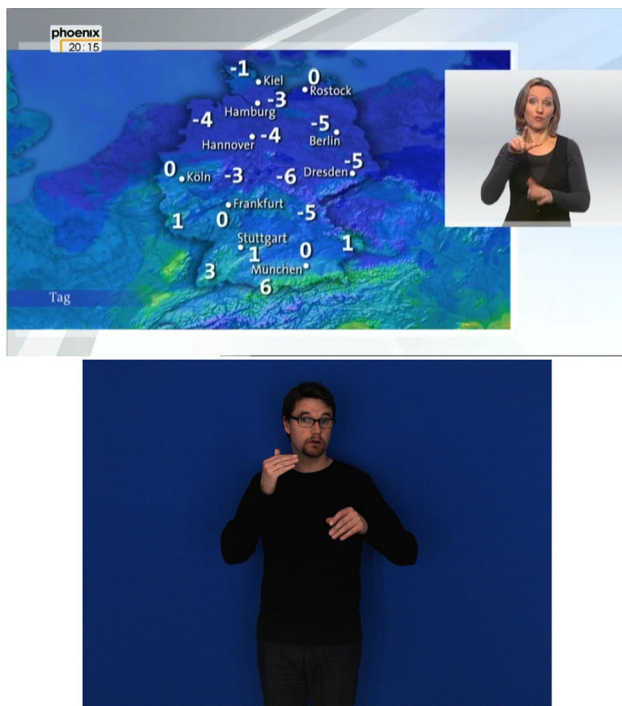 phoenix
20:15
-1
Kiel
0
Rostock
-3
Hamburg
-4
-5
Berlin
Hannover -4
0
Köln
-3
-6
Dresden
-5
Frankfurt
1
0
-5
Stuttgart
1
0
1
München
3
6
Tag